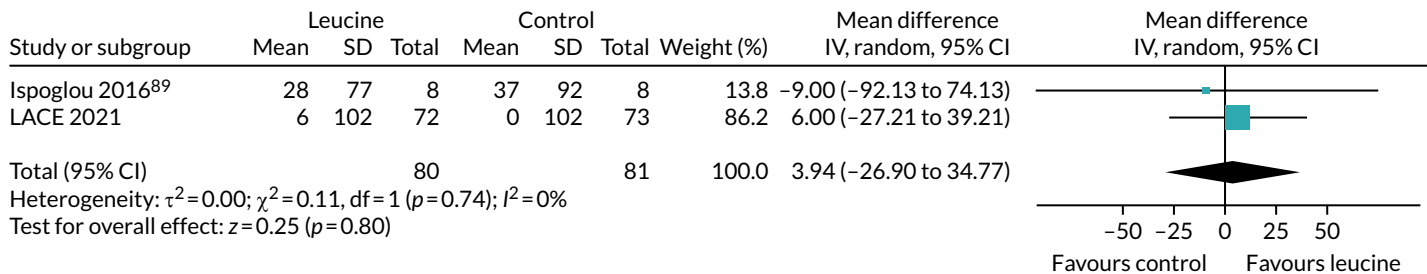 Leucine Control Mean difference Mean difference
Study or subgroup Mean SD Total Mean SD Total Weight (%) IV, random, 95% CI IV, random, 95% CI
Ispoglou 2016⁸⁹ 28 77 8 37 92 8 13.8 –9.00 (–92.13 to 74.13)
LACE 2021 6 102 72 0 102 73 86.2 6.00 (–27.21 to 39.21)
Total (95% CI) 80 81 100.0 3.94 (–26.90 to 34.77)
Heterogeneity: τ²=0.00; χ²=0.11, df=1 (p=0.74); I²=0%
Test for overall effect: z=0.25 (p=0.80)
–50 –25 0 25 50
Favours control Favours leucine